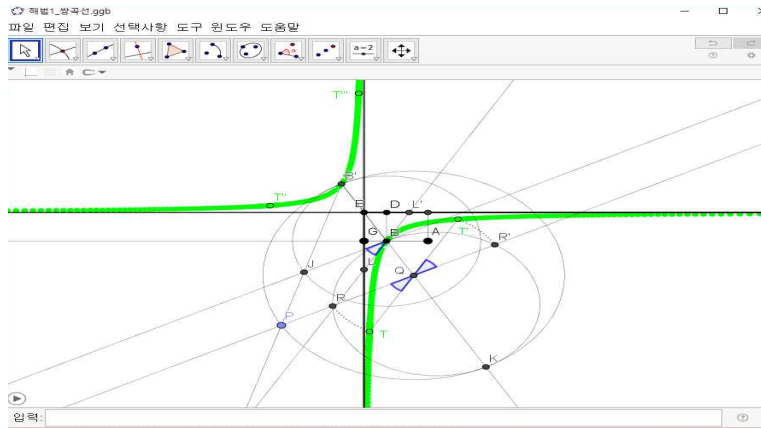 해법1_쌍곡선.ggb
파일 편집 보기 선택사항 도구 윈도우 도움말
a=2
T'''
B'
T''
E D L'
G B A
T'
R'
J L Q
R
P
T
K
입력: